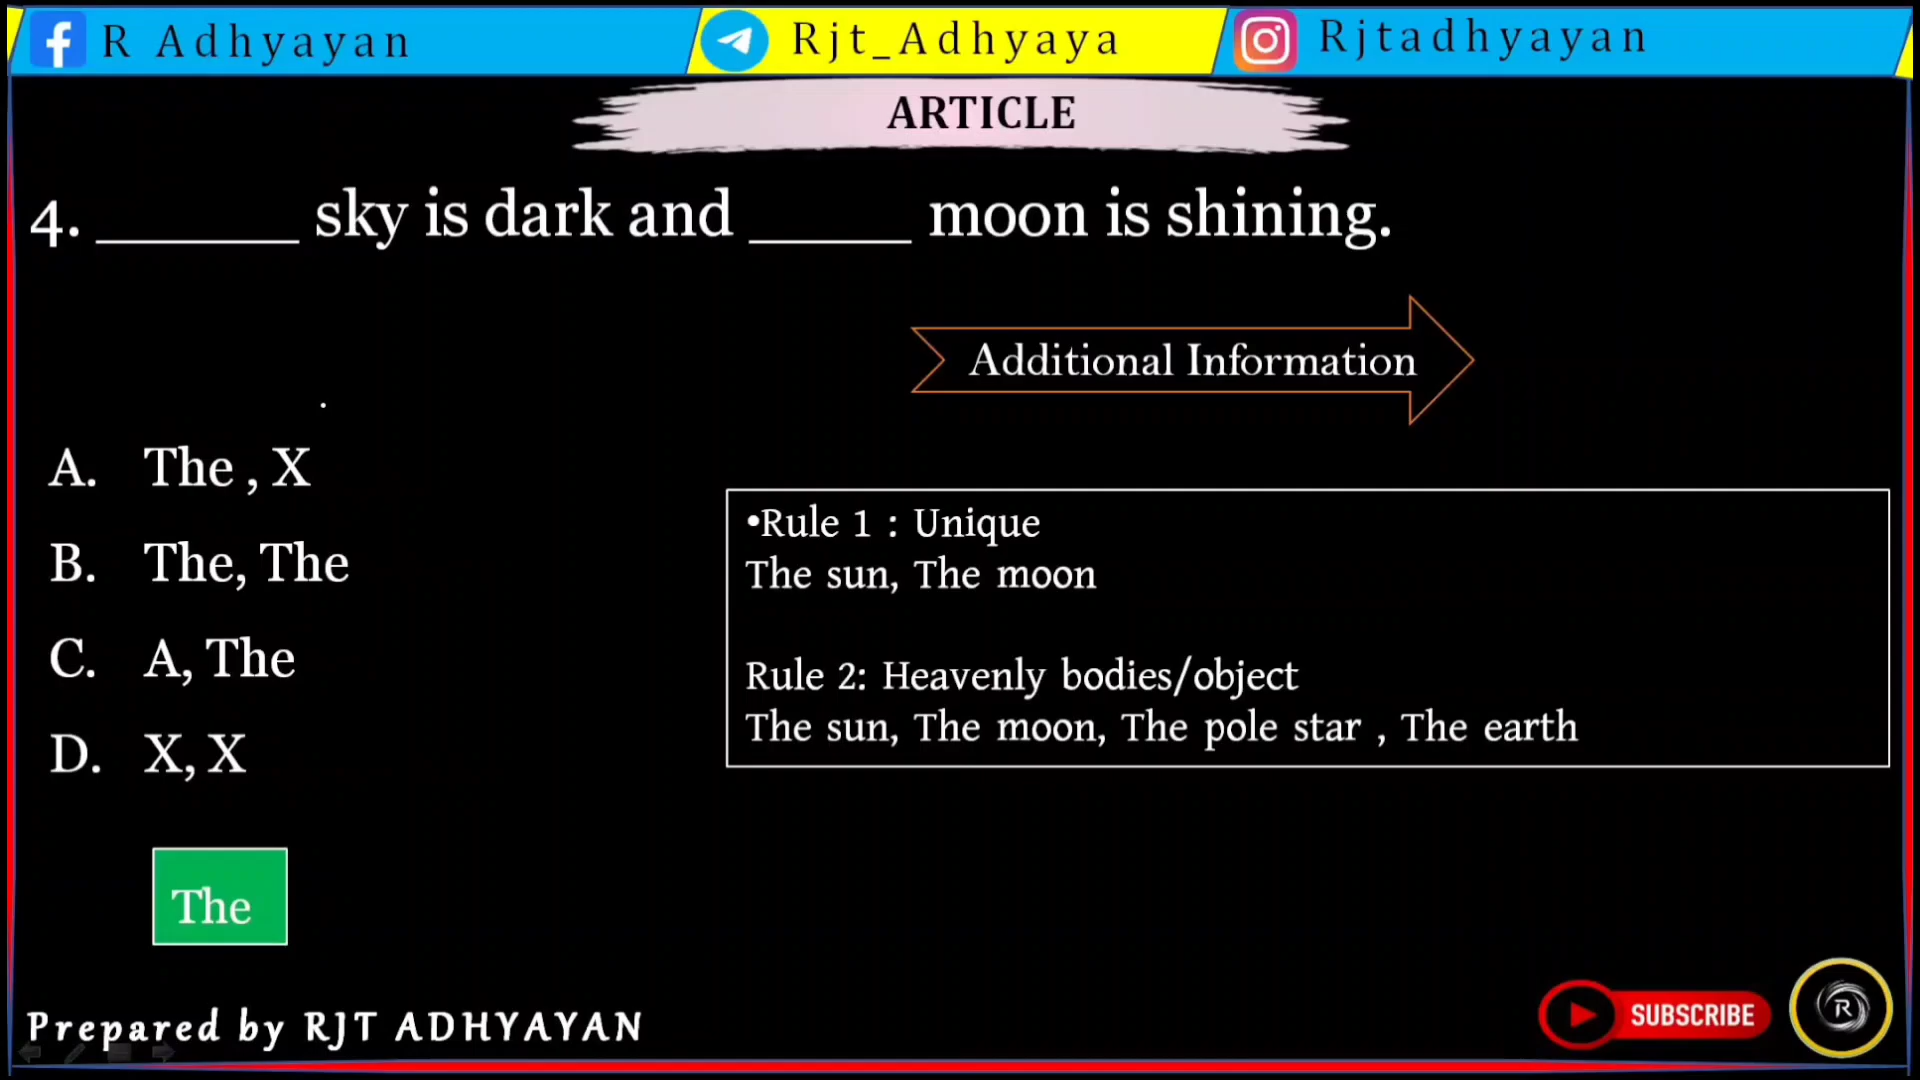 R Adhyayan
Rjt_Adhyaya
Rjtadhyayan
ARTICLE
4. ______ sky is dark and _____ moon is shining.
Additional Information
A. The , X
B. The, The
C. A, The
D. X, X
•Rule 1 : Unique
The sun, The moon
Rule 2: Heavenly bodies/object
The sun, The moon, The pole star , The earth
The
Prepared by RJT ADHYAYAN
SUBSCRIBE
R